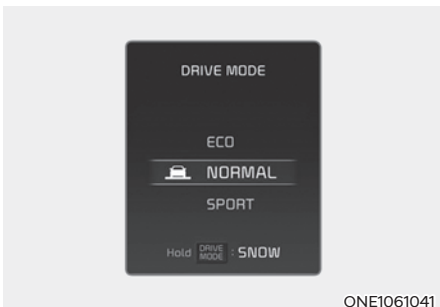 DRIVE MODE
ECO
NORMAL
SPORT
Hold DRIVE MODE : SNOW
ONE1061041